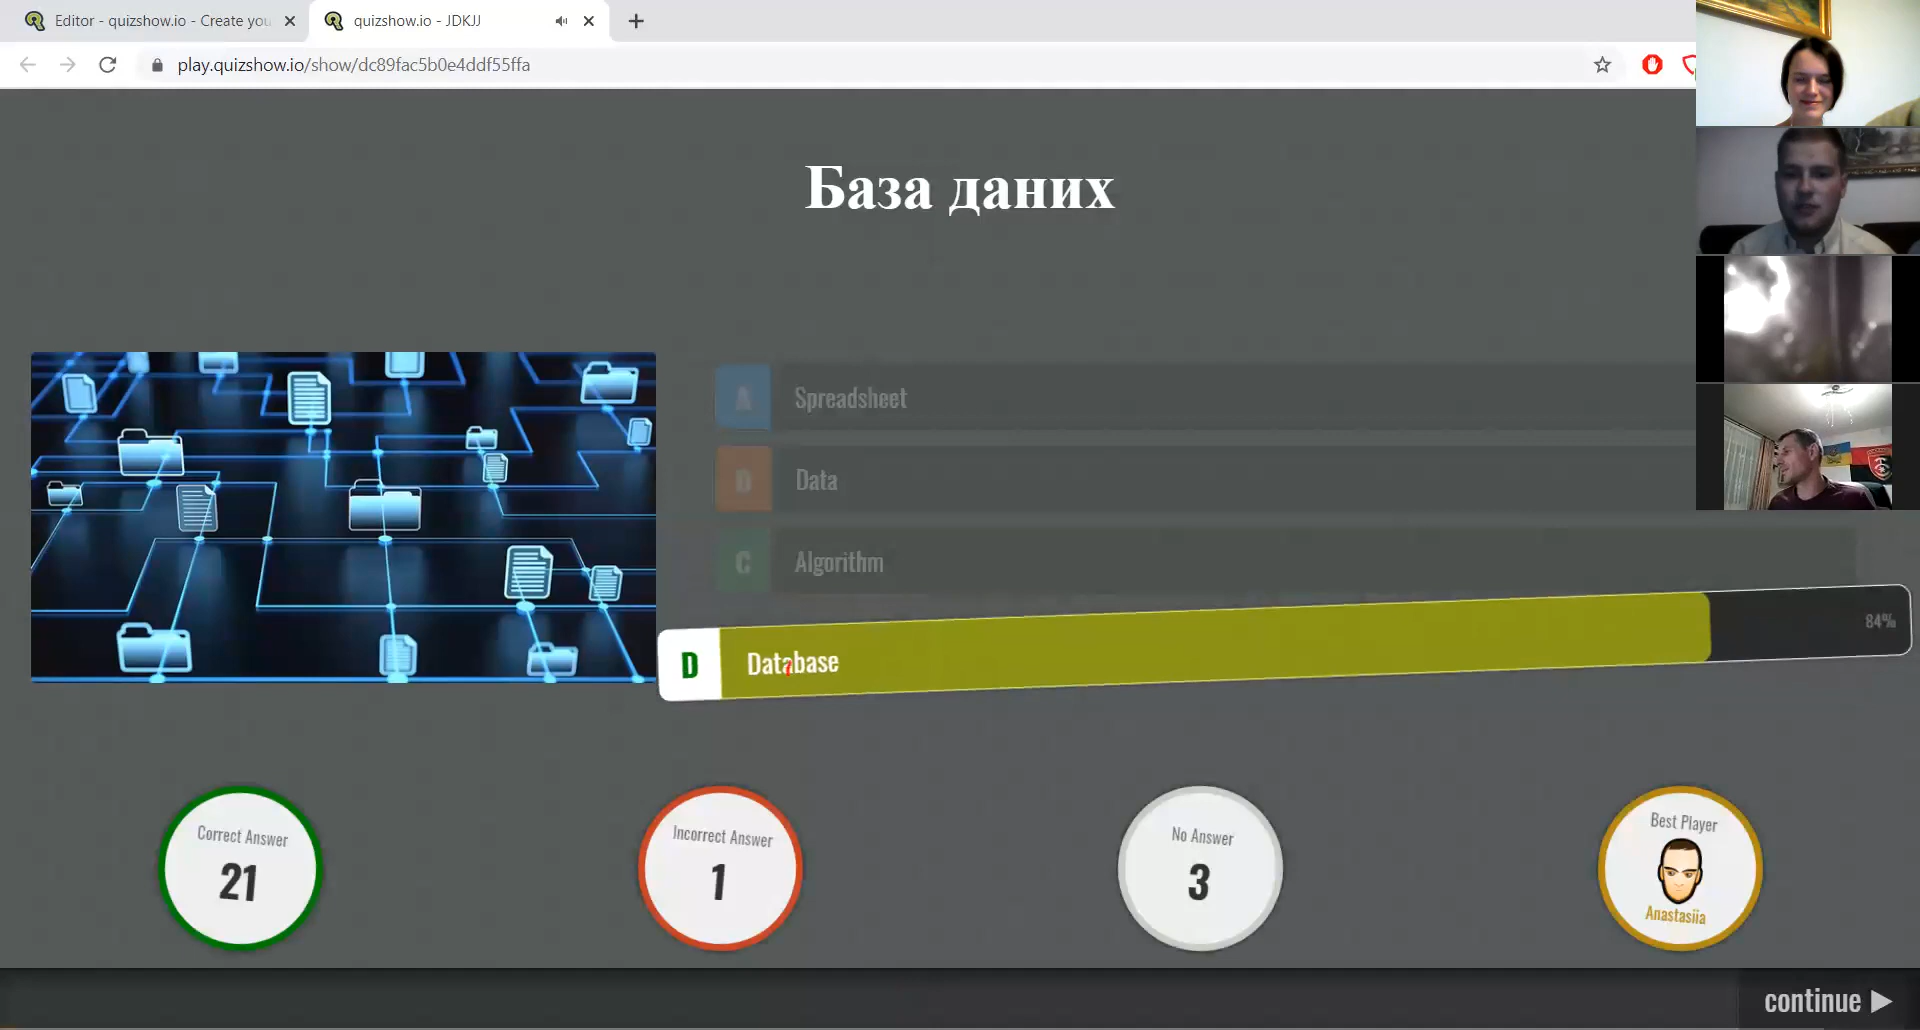 Editor - quizshow.io - Create you
quizshow.io - JDKJJ
play.quizshow.io/show/dc89fac5b0e4ddf55ffa
База даних
A Spreadsheet
D Data
C Algorithm
D Database 84%
Correct Answer
21
Incorrect Answer
1
No Answer
3
Best Player
Anastasiia
continue